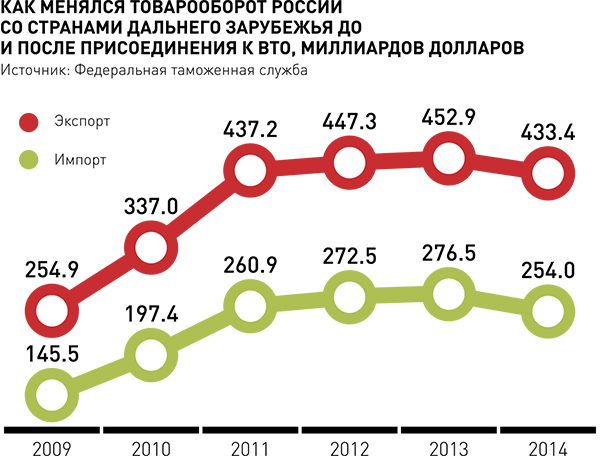 КАК МЕНЯЛСЯ ТОВАРООБОРОТ РОССИИ
СО СТРАНАМИ ДАЛЬНЕГО ЗАРУБЕЖЬЯ ДО
И ПОСЛЕ ПРИСОЕДИНЕНИЯ К ВТО, МИЛЛИАРДОВ ДОЛЛАРОВ
Источник: Федеральная таможенная служба
Экспорт
Импорт
254.9
337.0
437.2
447.3
452.9
433.4
145.5
197.4
260.9
272.5
276.5
254.0
2009 2010 2011 2012 2013 2014